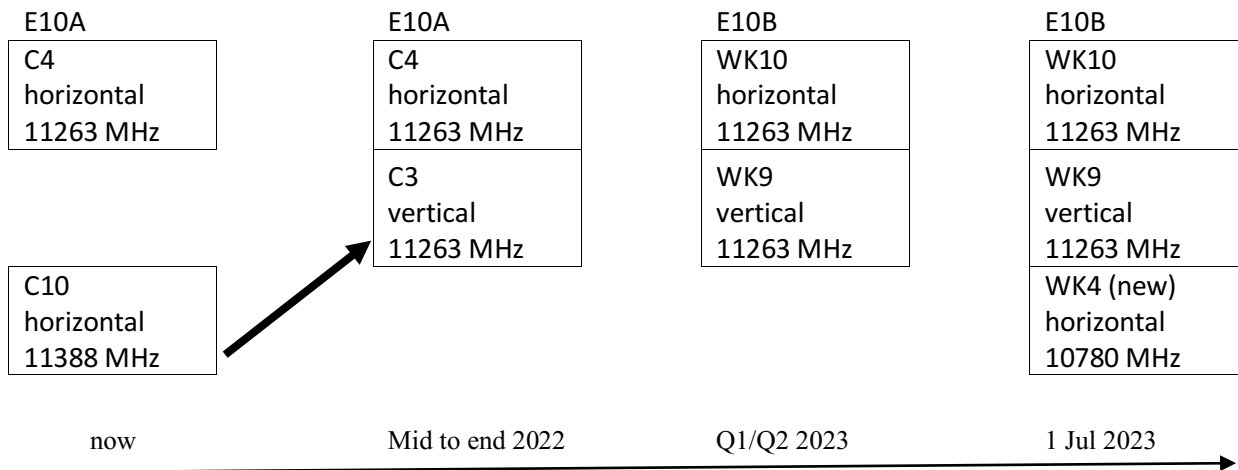 E10A
C4
horizontal
11263 MHz
C10
horizontal
11388 MHz
now
E10A
C4
horizontal
11263 MHz
C3
vertical
11263 MHz
Mid to end 2022
E10B
WK10
horizontal
11263 MHz
WK9
vertical
11263 MHz
Q1/Q2 2023
E10B
WK10
horizontal
11263 MHz
WK9
vertical
11263 MHz
WK4 (new)
horizontal
10780 MHz
1 Jul 2023